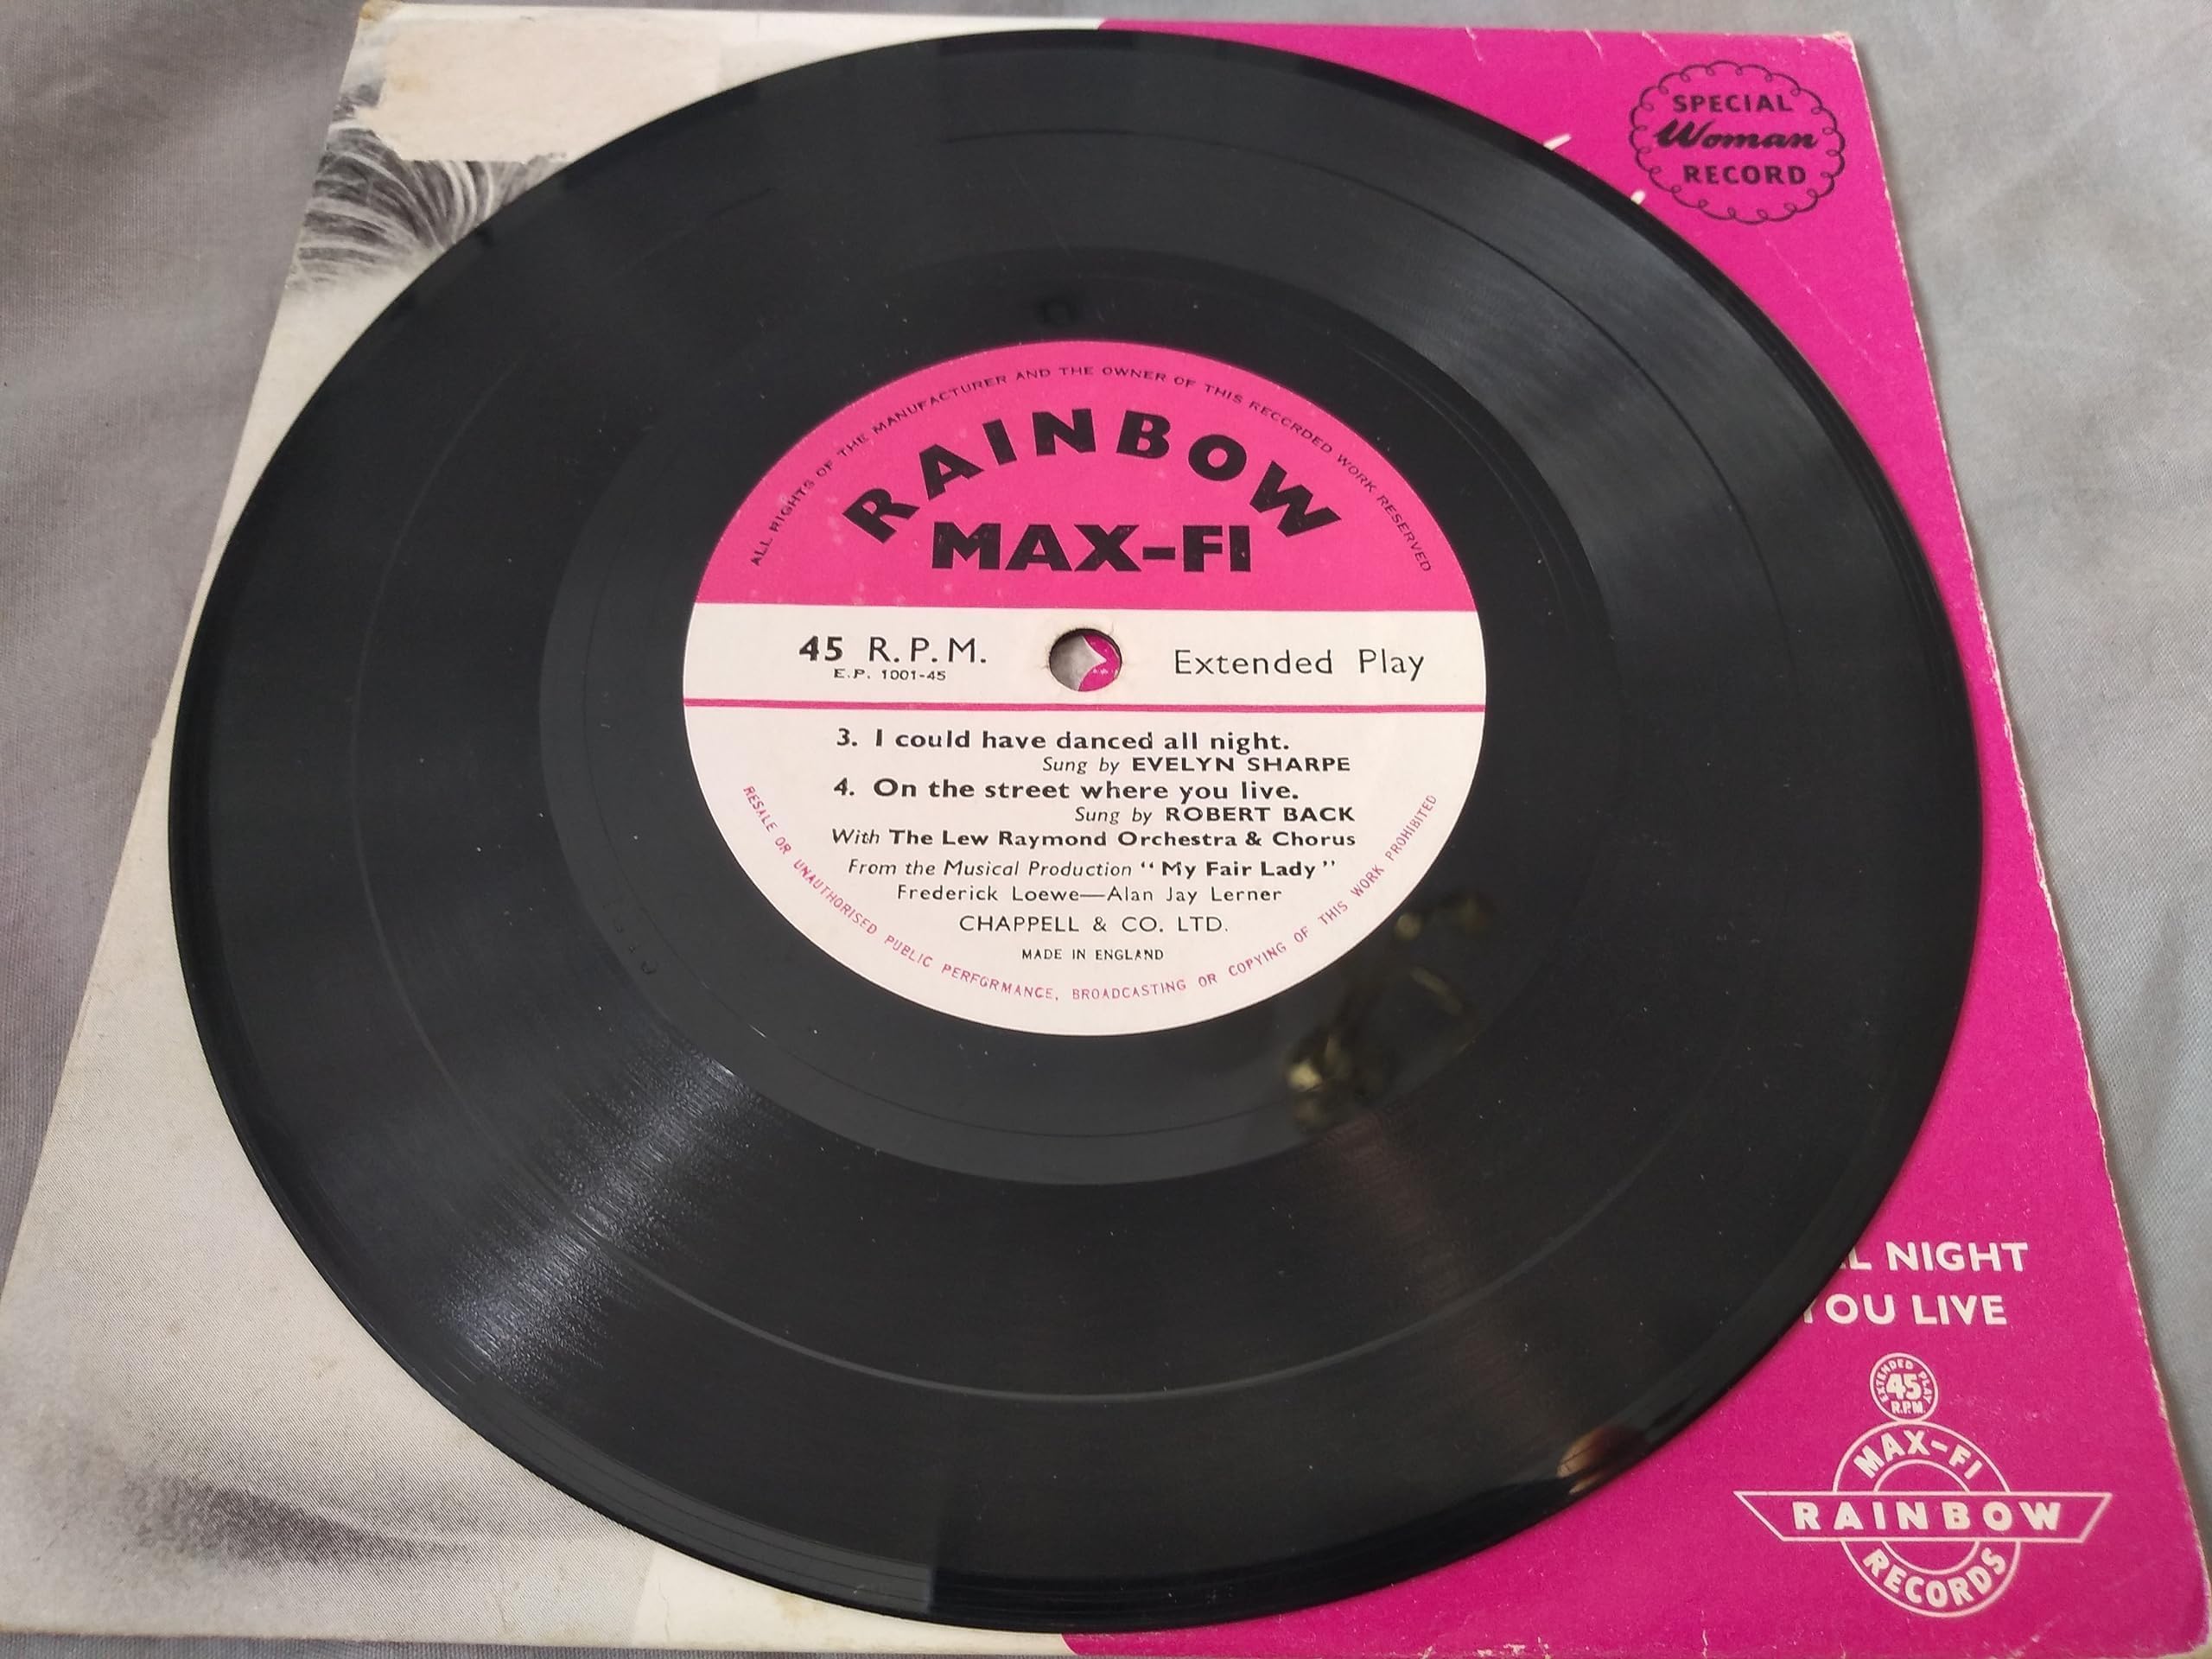 SPECIAL
Woman
RECORD
ALL RIGHTS OF THE MANUFACTURER AND THE OWNER OF THIS RECORDED WORK RESERVED
RAINBOW
MAX-FI
45 R.P.M.
E.P. 1001-45
Extended Play
3. I could have danced all night.
Sung by EVELYN SHARPE
4. On the street where you live.
Sung by ROBERT BACK
With The Lew Raymond Orchestra & Chorus
From the Musical Production "My Fair Lady"
Frederick Loewe—Alan Jay Lerner
CHAPPELL & CO. LTD.
MADE IN ENGLAND
RESALE OR UNAUTHORISED PUBLIC PERFORMANCE, BROADCASTING OR COPYING OF THIS WORK PROHIBITED
NIGHT
YOU LIVE
EXTENDED PLAY
45
R.P.M.
MAX-FI
RAINBOW
RECORDS